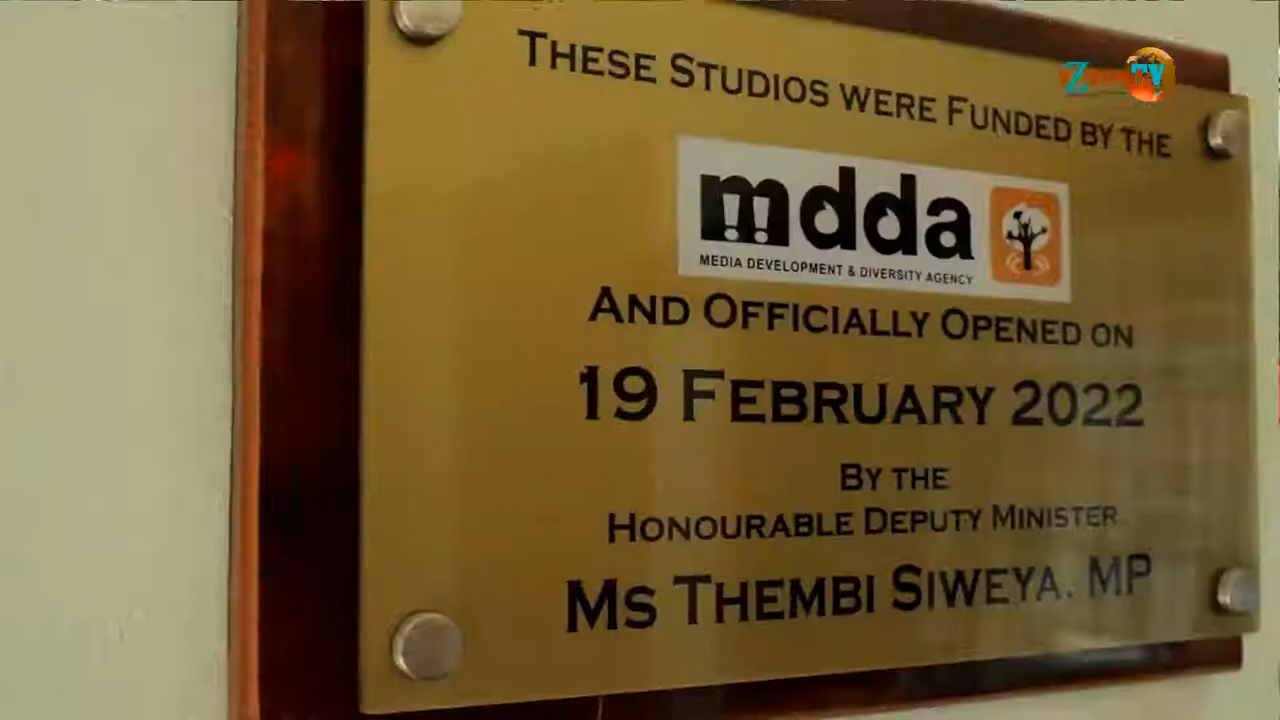 THESE STUDIOS WERE FUNDED BY THE
mdda
MEDIA DEVELOPMENT & DIVERSITY AGENCY
AND OFFICIALLY OPENED ON
19 FEBRUARY 2022
BY THE
HONOURABLE DEPUTY MINISTER
MS THEMBI SIWEYA. MP